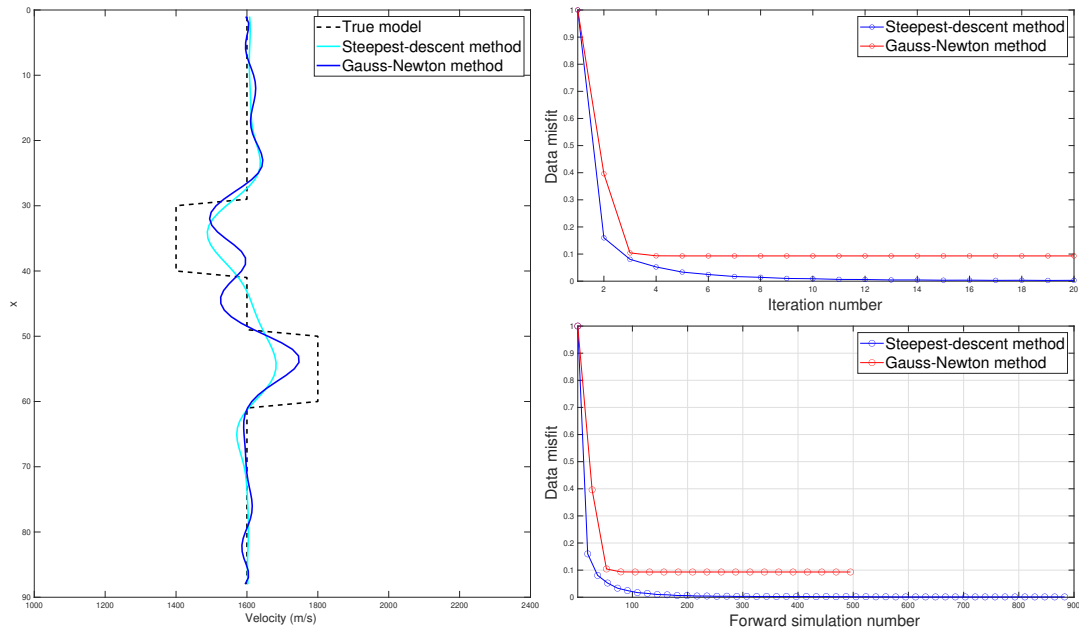 True model
Steepest-descent method
Gauss-Newton method
0
10
20
30
40
50
60
70
80
90
x
1000 1200 1400 1600 1800 2000 2200 2400
Velocity (m/s)
Steepest-descent method
Gauss-Newton method
1
0.9
0.8
0.7
0.6
0.5
0.4
0.3
0.2
0.1
0
Data misfit
2 4 6 8 10 12 14 16 18 20
Iteration number
Steepest-descent method
Gauss-Newton method
1
0.9
0.8
0.7
0.6
0.5
0.4
0.3
0.2
0.1
0
Data misfit
100 200 300 400 500 600 700 800 900
Forward simulation number